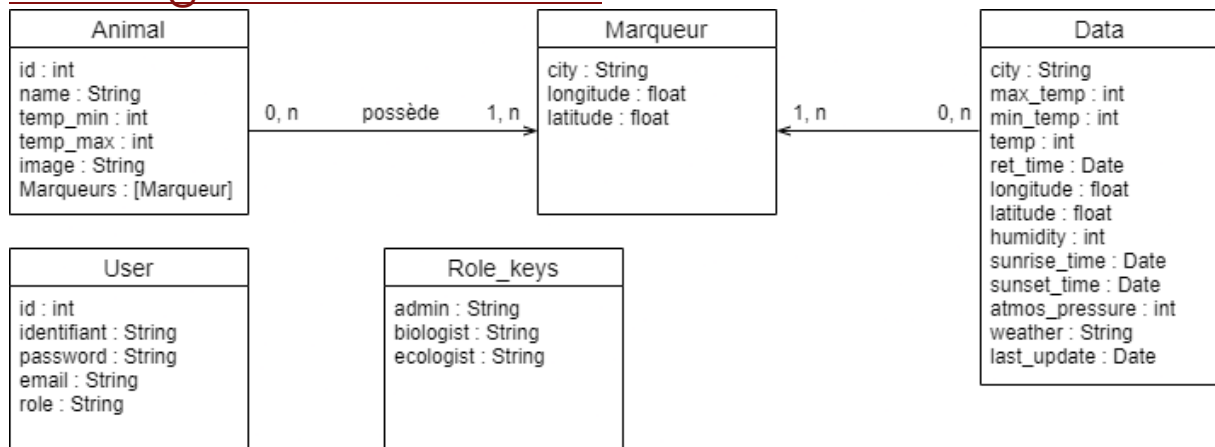 Animal
id : int
name : String
temp_min : int
temp_max : int
image : String
Marqueurs : [Marqueur]
0, n
possède
1, n
Marqueur
city : String
longitude : float
latitude : float
1, n
0, n
Data
city : String
max_temp : int
min_temp : int
temp : int
ret_time : Date
longitude : float
latitude : float
humidity : int
sunrise_time : Date
sunset_time : Date
atmos_pressure : int
weather : String
last_update : Date
User
id : int
identifiant : String
password : String
email : String
role : String
Role_keys
admin : String
biologist : String
ecologist : String